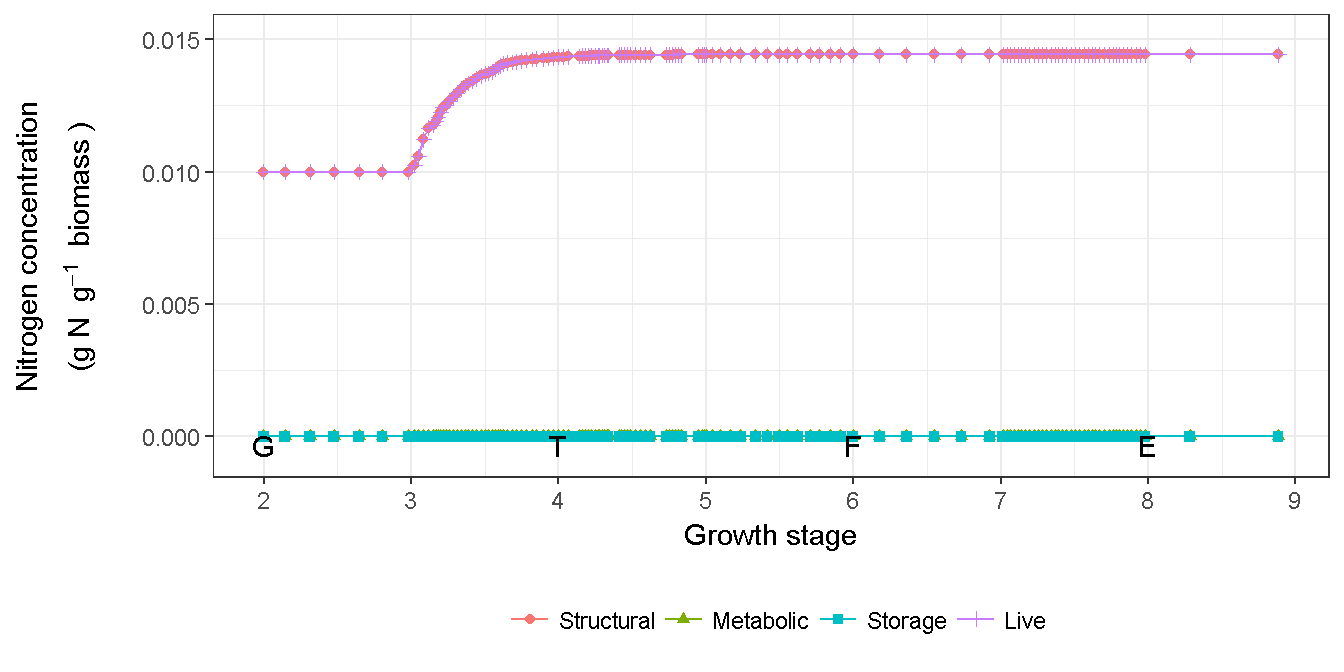 Nitrogen concentration
(g N g⁻¹ biomass )
0.015
0.010
0.005
0.000
G T F E
2 3 4 5 6 7 8 9
Growth stage
Structural Metabolic Storage Live